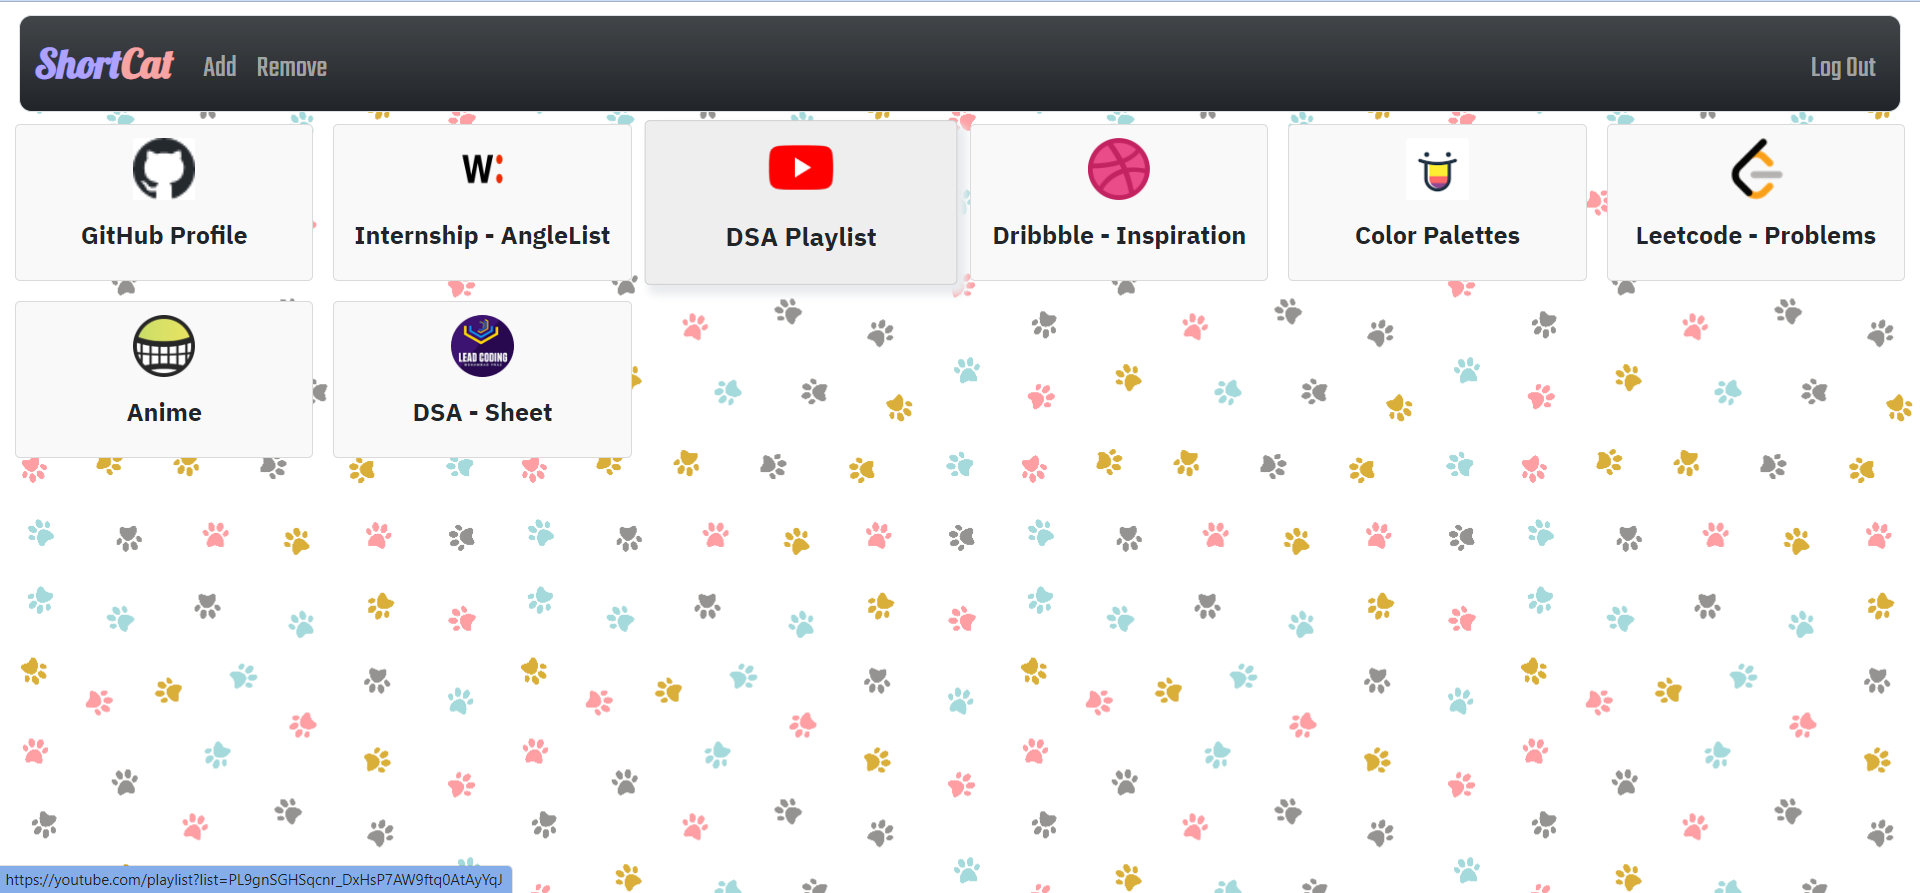 ShortCat Add Remove Log Out
W:
GitHub Profile Internship - AngleList DSA Playlist Dribbble - Inspiration Color Palettes Leetcode - Problems
LEAD CODING
Anime DSA - Sheet
https://youtube.com/playlist?list=PL9gnSGHSqcnr_DxHsP7AW9ftq0AtAyYqJ